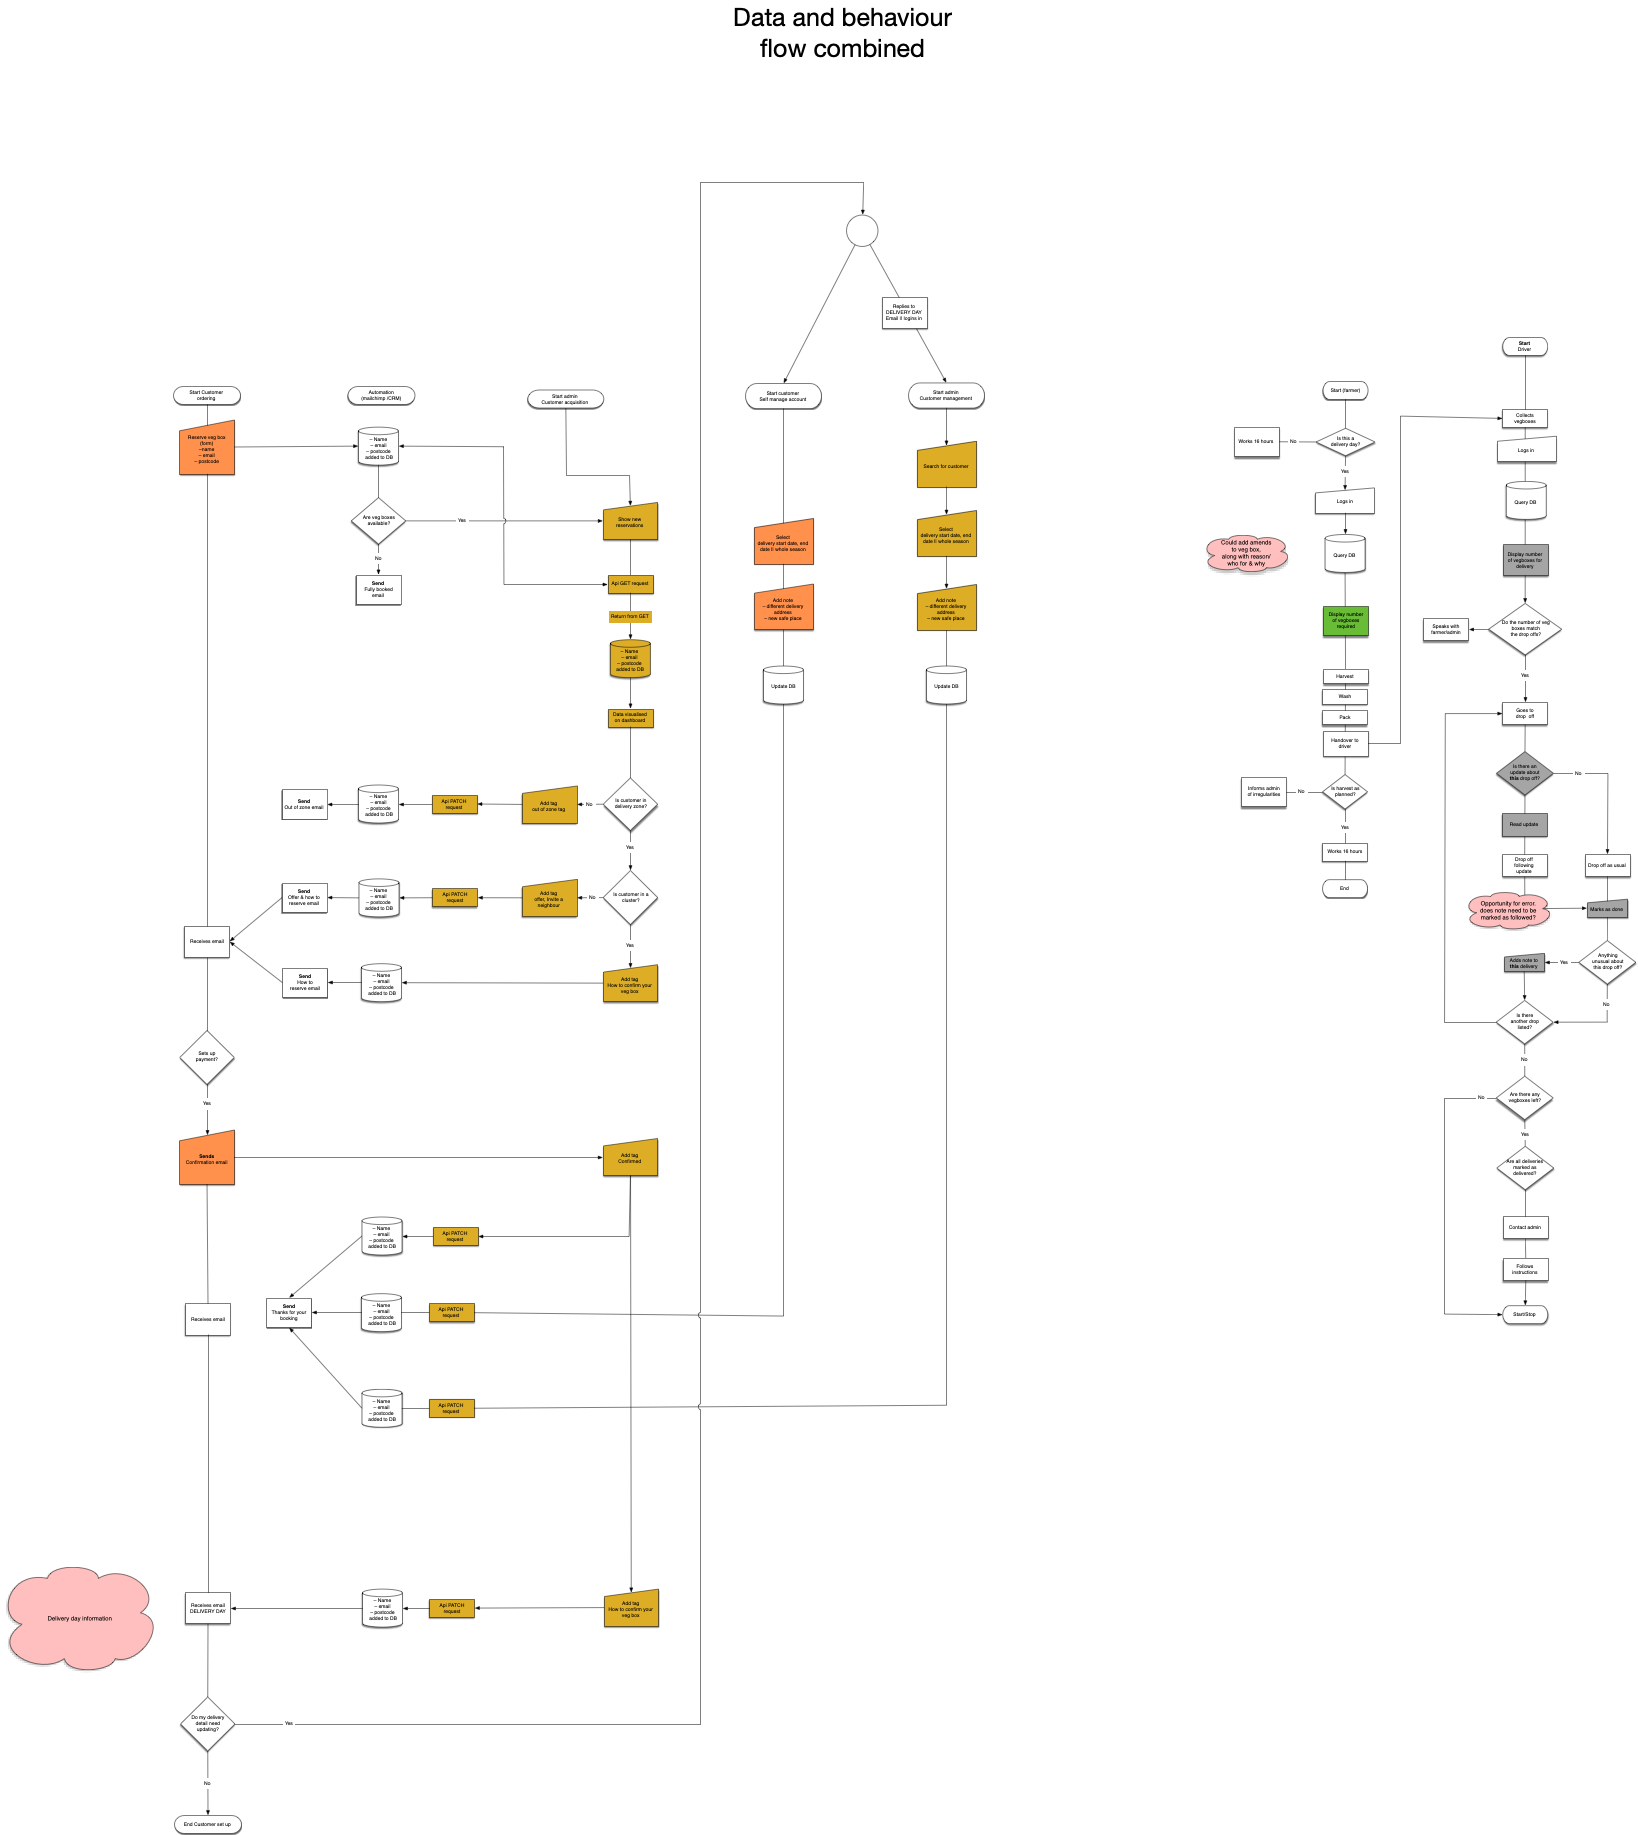 Data and behaviour
flow combined
Replies to
DELIVERY DAY
Email || logins in
Start Customer
ordering
Automation
(mailchimp /CRM)
Start admin
Customer acquisition
Reserve veg box
(form)
–name
– email
– postcode
– Name
– email
– postcode
added to DB
Are veg boxes
available?
Yes
No
Send
Fully booked
email
Show new
reservations
Api GET request
Return from GET
– Name
– email
– postcode
added to DB
Data visualised
on dashboard
Is customer in
delivery zone?
No
Add tag
out of zone tag
Api PATCH
request
– Name
– email
– postcode
added to DB
Send
Out of zone email
Yes
Is customer in a
cluster?
No
Add tag
offer, Invite a
neighbour
Api PATCH
request
– Name
– email
– postcode
added to DB
Send
Offer & how to
reserve email
Yes
Add tag
How to confirm your
veg box
– Name
– email
– postcode
added to DB
Send
How to
reserve email
Receives email
Sets up
payment?
Yes
Sends
Confirmation email
Add tag
Confirmed
Api PATCH
request
– Name
– email
– postcode
added to DB
Send
Thanks for your
booking
– Name
– email
– postcode
added to DB
Api PATCH
request
Receives email
– Name
– email
– postcode
added to DB
Api PATCH
request
Delivery day information
Receives email
DELIVERY DAY
– Name
– email
– postcode
added to DB
Api PATCH
request
Add tag
How to confirm your
veg box
Do my delivery
detail need
updating?
Yes
No
End Customer set up
Start customer
Self manage account
Select
delivery start date, end
date || whole season
Add note
– different delivery
address
– new safe place
Update DB
Start admin
Customer management
Search for customer
Select
delivery start date, end
date || whole season
Add note
– different delivery
address
– new safe place
Update DB
Start (farmer)
Is this a
delivery day?
No
Works 16 hours
Yes
Logs in
Could add amends
to veg box,
along with reason/
who for & why
Query DB
Display number
of vegboxes
required
Harvest
Wash
Pack
Handover to
driver
Is harvest as
planned?
No
Informs admin
of irregularities
Yes
Works 16 hours
End
Start
Driver
Collects
vegboxes
Logs in
Query DB
Display number
of vegboxes for
delivery
Do the number of veg
boxes match
the drop offs?
Speaks with
farmer/admin
Yes
Goes to
drop off
Is there an
update about
this drop off?
No
Read update
Drop off
following
update
Drop off as usual
Opportunity for error,
does note need to be
marked as followed?
Marks as done
Anything
unusual about
this drop off?
Yes
Adds note to
this delivery
No
Is there
another drop
listed?
No
Are there any
vegboxes left?
No
Yes
Are all deliveries
marked as
delivered?
Contact admin
Follows
instructions
Start/Stop